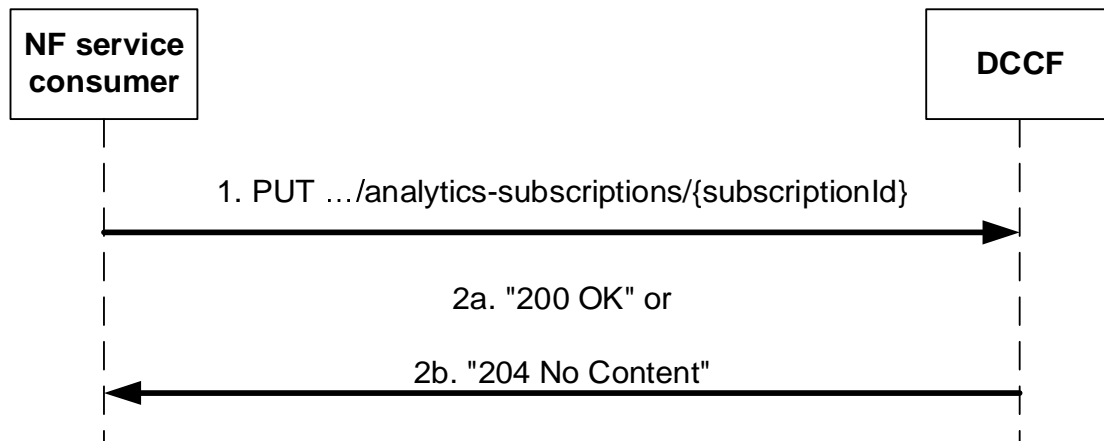 NF service
consumer
DCCF
1. PUT …/analytics-subscriptions/{subscriptionId}
2a. "200 OK" or
2b. "204 No Content"